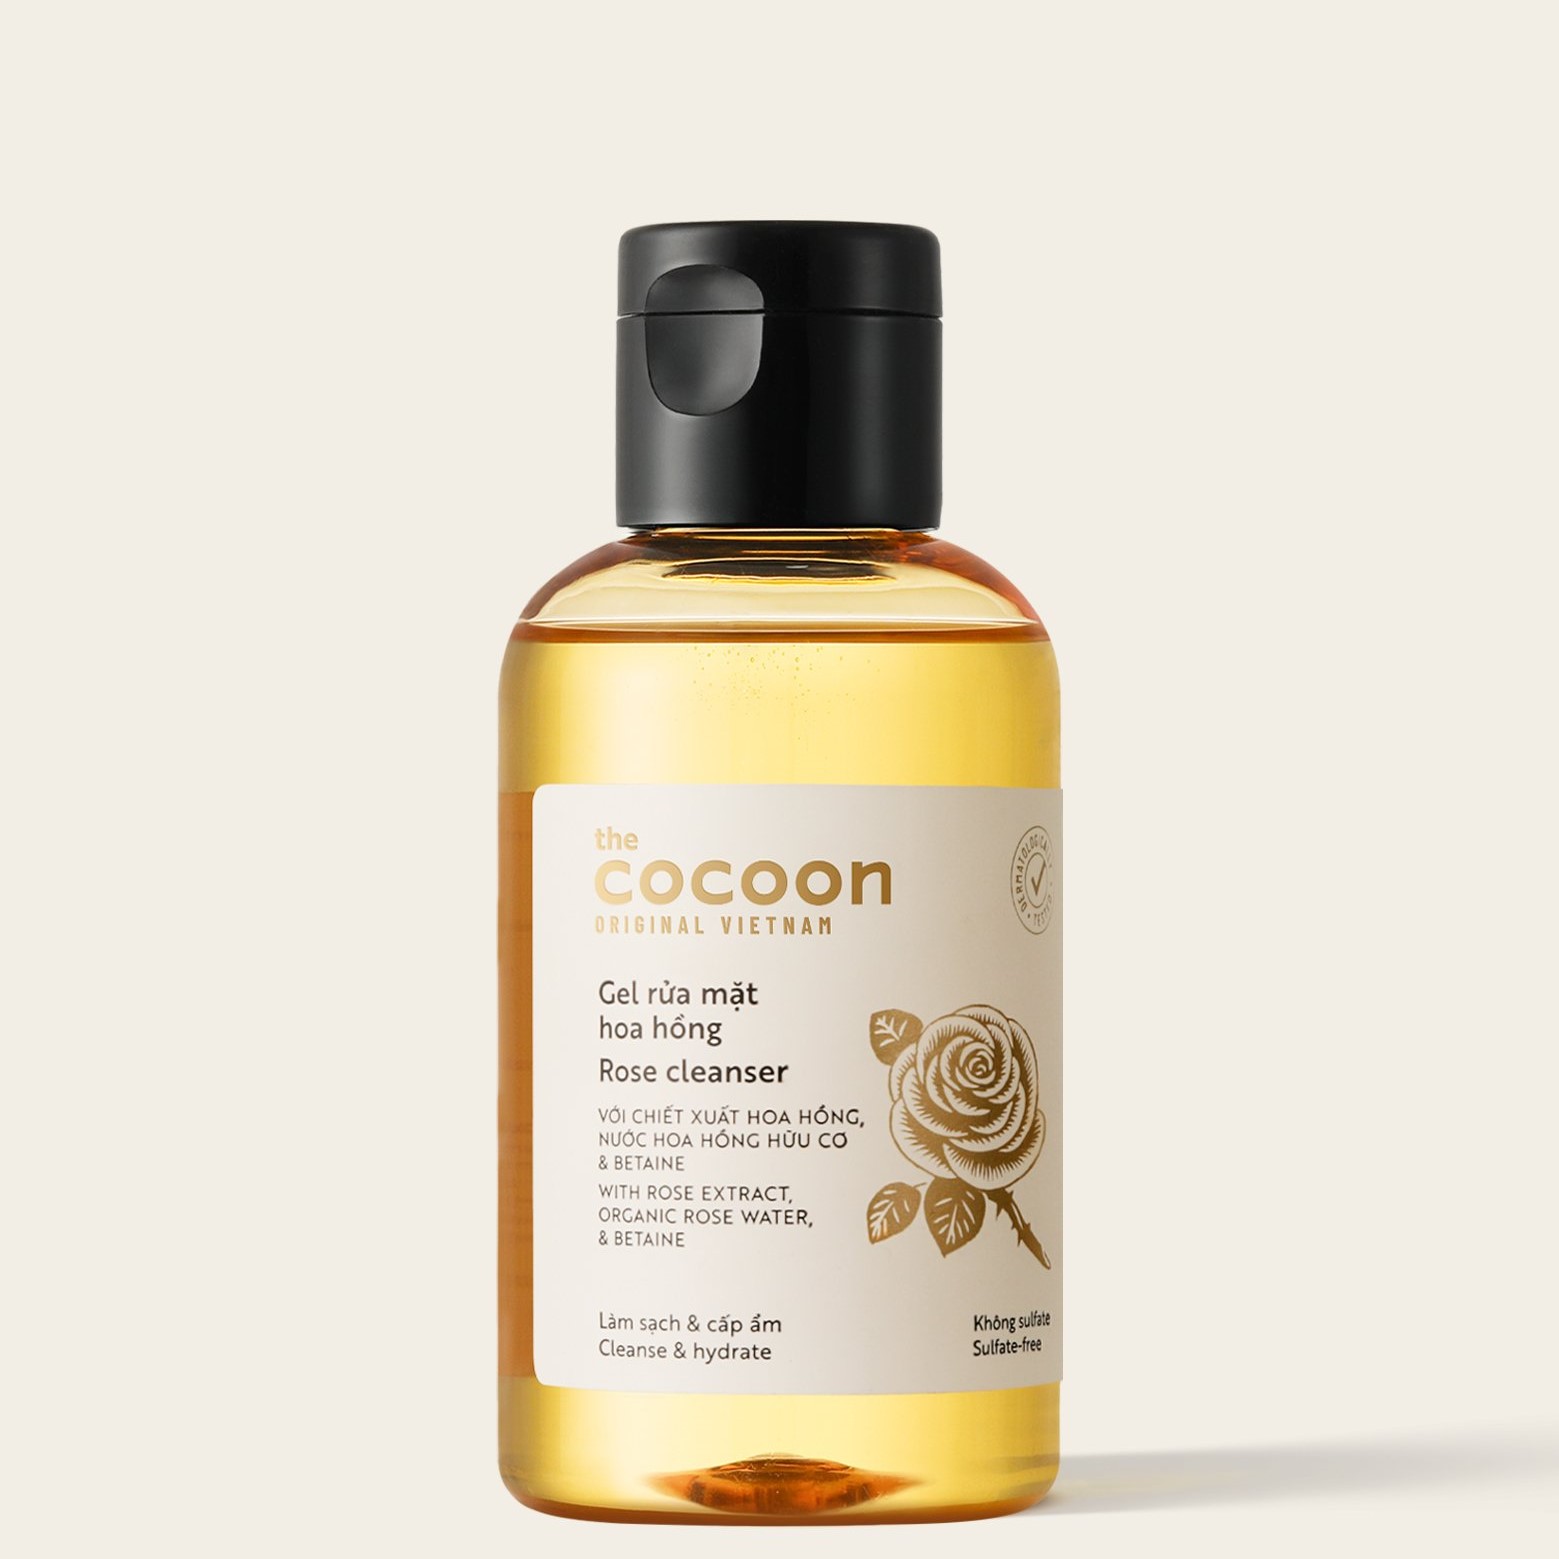 the
cocoon
ORIGINAL VIETNAM
DERMATOLOGICALLY TESTED
Gel rửa mặt
hoa hồng
Rose cleanser
VỚI CHIẾT XUẤT HOA HỒNG,
NƯỚC HOA HỒNG HỮU CƠ
& BETAINE
WITH ROSE EXTRACT,
ORGANIC ROSE WATER,
& BETAINE
Làm sạch & cấp ẩm
Cleanse & hydrate
Không sulfate
Sulfate-free